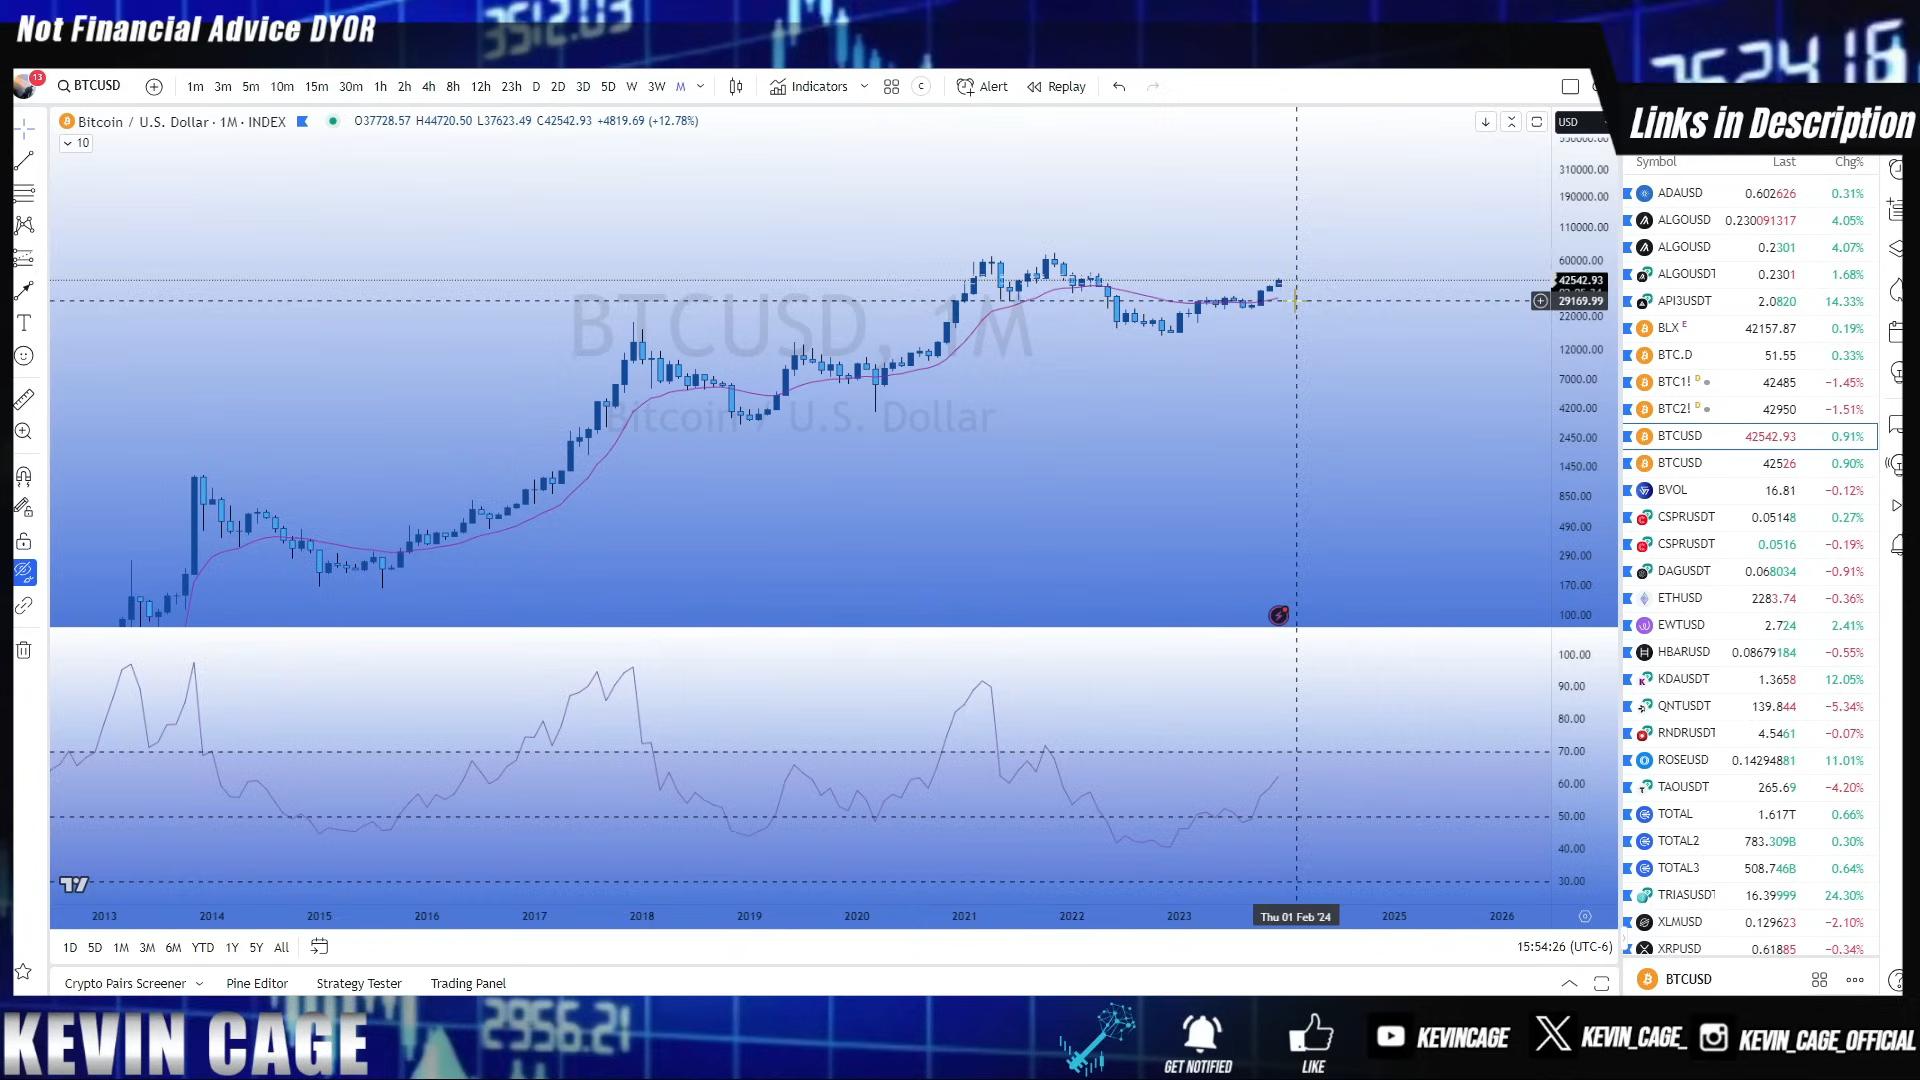 Not Financial Advice DYOR
3512.03
752416
Links in Description
13
BTCUSD
1m 3m 5m 10m 15m 30m 1h 2h 4h 8h 12h 23h D 2D 3D 5D W 3W M
Indicators
C
Alert
Replay
Bitcoin / U.S. Dollar · 1M · INDEX
O37728.57 H44720.50 L37623.49 C42542.93 +4819.69 (+12.78%)
10
USD
BTCUSD, 1M
Bitcoin / U.S. Dollar
310000.00
190000.00
110000.00
60000.00
42542.93
29169.99
22000.00
12000.00
7000.00
4200.00
2450.00
1450.00
850.00
490.00
290.00
170.00
100.00
100.00
90.00
80.00
70.00
60.00
50.00
40.00
30.00
2013 2014 2015 2016 2017 2018 2019 2020 2021 2022 2023 Thu 01 Feb '24 2025 2026
1D 5D 1M 3M 6M YTD 1Y 5Y All
15:54:26 (UTC-6)
Crypto Pairs Screener Pine Editor Strategy Tester Trading Panel
Symbol Last Chg%
ADAUSD 0.602626 0.31%
ALGOUSD 0.230091317 4.05%
ALGOUSD 0.2301 4.07%
ALGOUSDT 0.2301 1.68%
API3USDT 2.0820 14.33%
BLX E 42157.87 0.19%
BTC.D 51.55 0.33%
BTC1! D 42485 −1.45%
BTC2! D 42950 −1.51%
BTCUSD 42542.93 0.91%
BTCUSD 42526 0.90%
BVOL 16.81 −0.12%
CSPRUSDT 0.05148 0.27%
CSPRUSDT 0.0516 −0.19%
DAGUSDT 0.068034 −0.91%
ETHUSD 2283.74 −0.36%
EWTUSD 2.724 2.41%
HBARUSD 0.08679184 −0.55%
KDAUSDT 1.3658 12.05%
QNTUSDT 139.844 −5.34%
RNDRUSDT 4.5461 −0.07%
ROSEUSD 0.14294881 11.01%
TAOUSDT 265.69 −4.20%
TOTAL 1.617T 0.66%
TOTAL2 783.309B 0.30%
TOTAL3 508.746B 0.64%
TRIASUSDT 16.39999 24.30%
XLMUSD 0.129623 −2.10%
XRPUSD 0.61885 −0.34%
BTCUSD
KEVIN CAGE
2956.21
GET NOTIFIED
LIKE
KEVINCAGE
KEVIN_CAGE_
KEVIN_CAGE_OFFICIAL